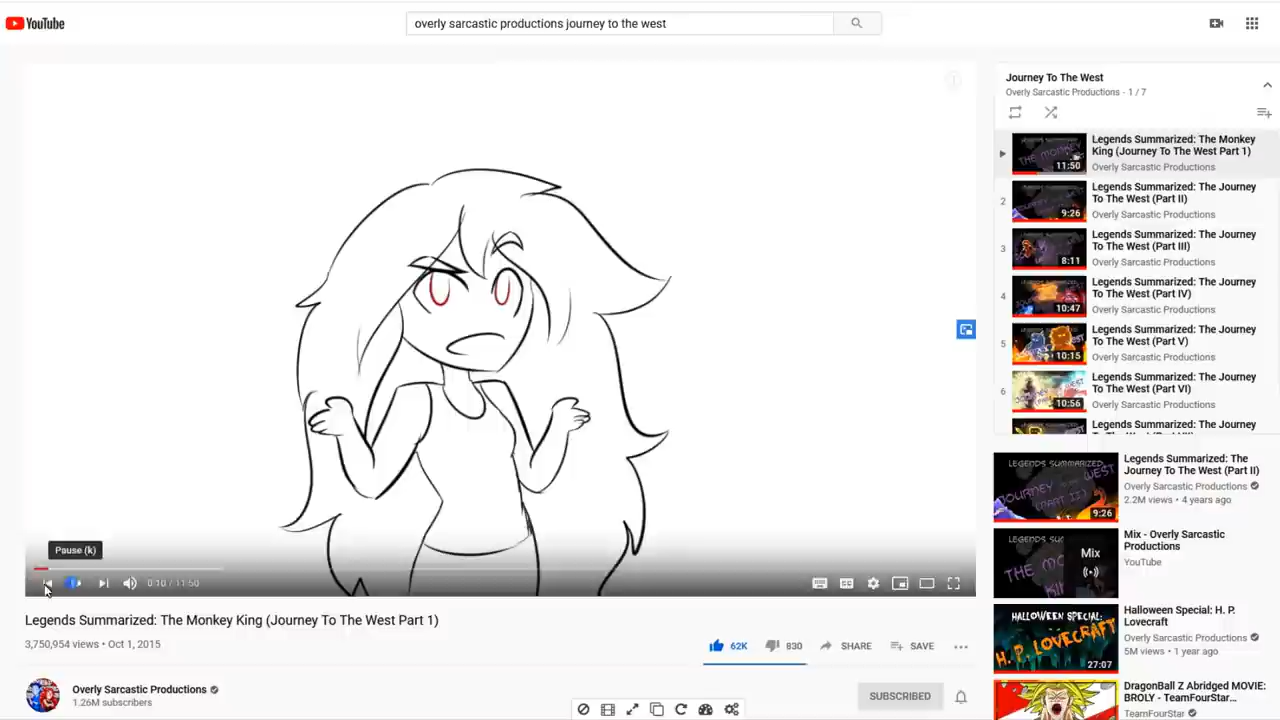 YouTube
overly sarcastic productions journey to the west
Pause (k)
0:10 / 11:50
Legends Summarized: The Monkey King (Journey To The West Part 1)
3,750,954 views • Oct 1, 2015
62K
830
SHARE
SAVE
Overly Sarcastic Productions
1.26M subscribers
SUBSCRIBED
Journey To The West
Overly Sarcastic Productions - 1 / 7
11:50
Legends Summarized: The Monkey
King (Journey To The West Part 1)
Overly Sarcastic Productions
2
9:26
Legends Summarized: The Journey
To The West (Part II)
Overly Sarcastic Productions
3
8:11
Legends Summarized: The Journey
To The West (Part III)
Overly Sarcastic Productions
4
10:47
Legends Summarized: The Journey
To The West (Part IV)
Overly Sarcastic Productions
5
10:15
Legends Summarized: The Journey
To The West (Part V)
Overly Sarcastic Productions
6
10:56
Legends Summarized: The Journey
To The West (Part VI)
Overly Sarcastic Productions
Legends Summarized: The Journey
LEGENDS SUMMARIZED:
JOURNEY
WEST
(PART II)
9:26
Legends Summarized: The
Journey To The West (Part II)
Overly Sarcastic Productions
2.2M views • 4 years ago
Mix
Mix - Overly Sarcastic
Productions
YouTube
HALLOWEEN SPECIAL:
H. P. LOVECRAFT
27:07
Halloween Special: H. P.
Lovecraft
Overly Sarcastic Productions
5M views • 1 year ago
DragonBall Z Abridged MOVIE:
BROLY - TeamFourStar...
TeamFourStar